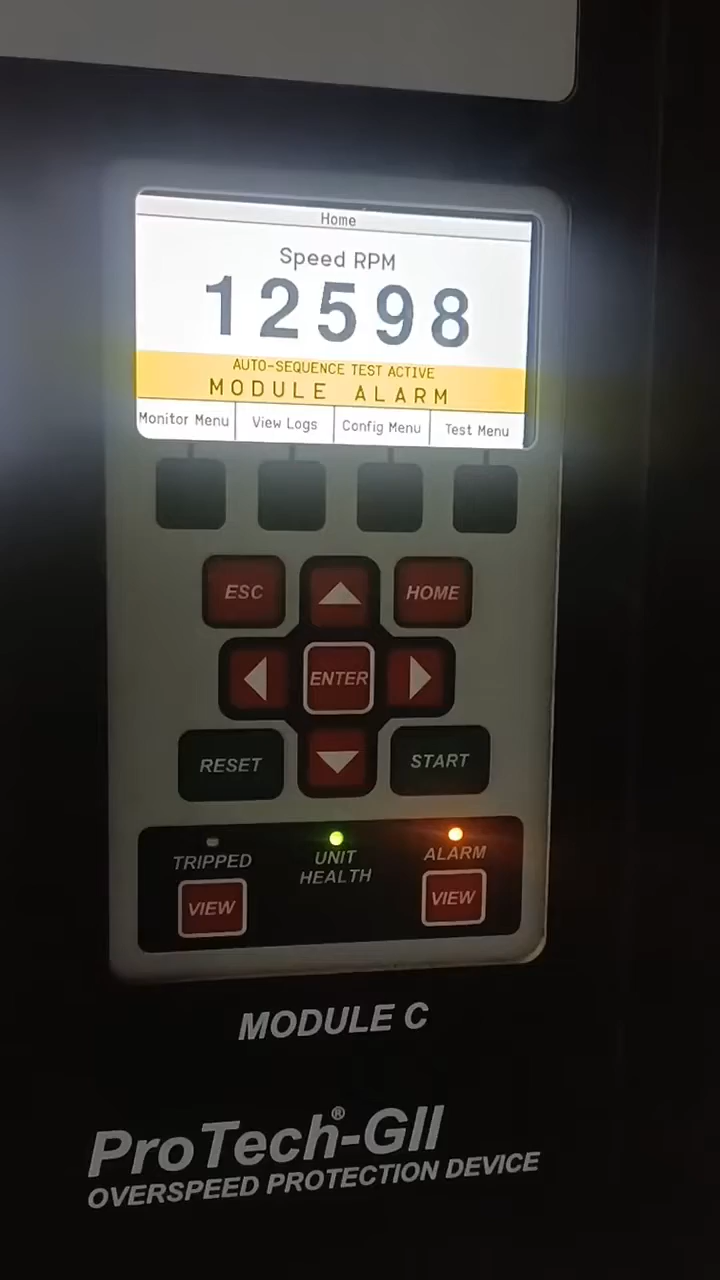 Home
Speed RPM
12598
AUTO-SEQUENCE TEST ACTIVE
MODULE ALARM
Monitor Menu View Logs Config Menu Test Menu
ESC HOME
ENTER
RESET START
TRIPPED UNIT HEALTH ALARM
VIEW VIEW
MODULE C
ProTech®-GII
OVERSPEED PROTECTION DEVICE